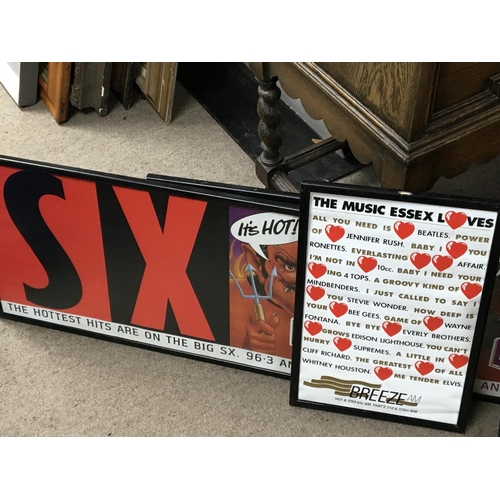 SX
IT'S HOT!
THE HOTTEST HITS ARE ON THE BIG SX. 96·3 AN
THE MUSIC ESSEX L❤VES
ALL YOU NEED IS ❤ BEATLES. POWER
OF ❤ JENNIFER RUSH. BABY I ❤ YOU
RONETTES. EVERLASTING ❤ AFFAIR.
I'M NOT IN ❤ 10cc. BABY I NEED YOUR
❤ING 4 TOPS. A GROOVY KIND OF ❤
MINDBENDERS. I JUST CALLED TO SAY I
❤ YOU STEVIE WONDER. HOW DEEP IS
YOUR ❤ BEE GEES. GAME OF ❤ WAYNE
FONTANA. BYE BYE ❤ EVERLY BROTHERS.
❤ GROWS EDISON LIGHTHOUSE. YOU CAN'T
HURRY ❤ SUPREMES. A LITTLE IN ❤
CLIFF RICHARD. THE GREATEST ❤ OF ALL
WHITNEY HOUSTON. ❤ ME TENDER ELVIS.
BREEZE AM